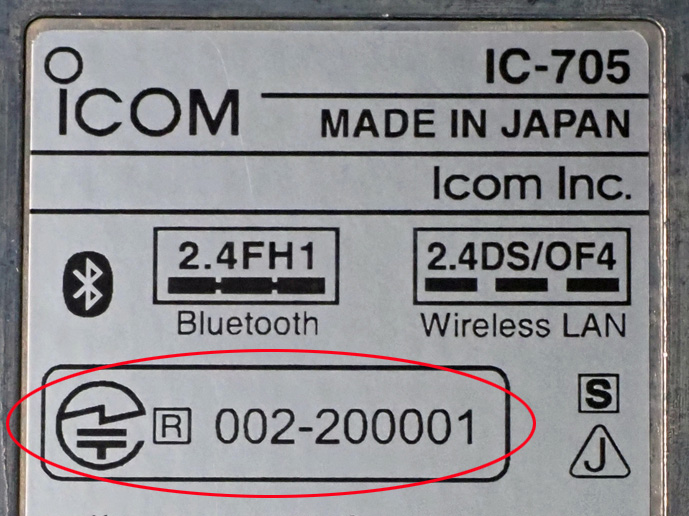 IC-705
ICOM
MADE IN JAPAN
Icom Inc.
2.4FH1
2.4DS/OF4
Bluetooth
Wireless LAN
R 002-200001
S
J